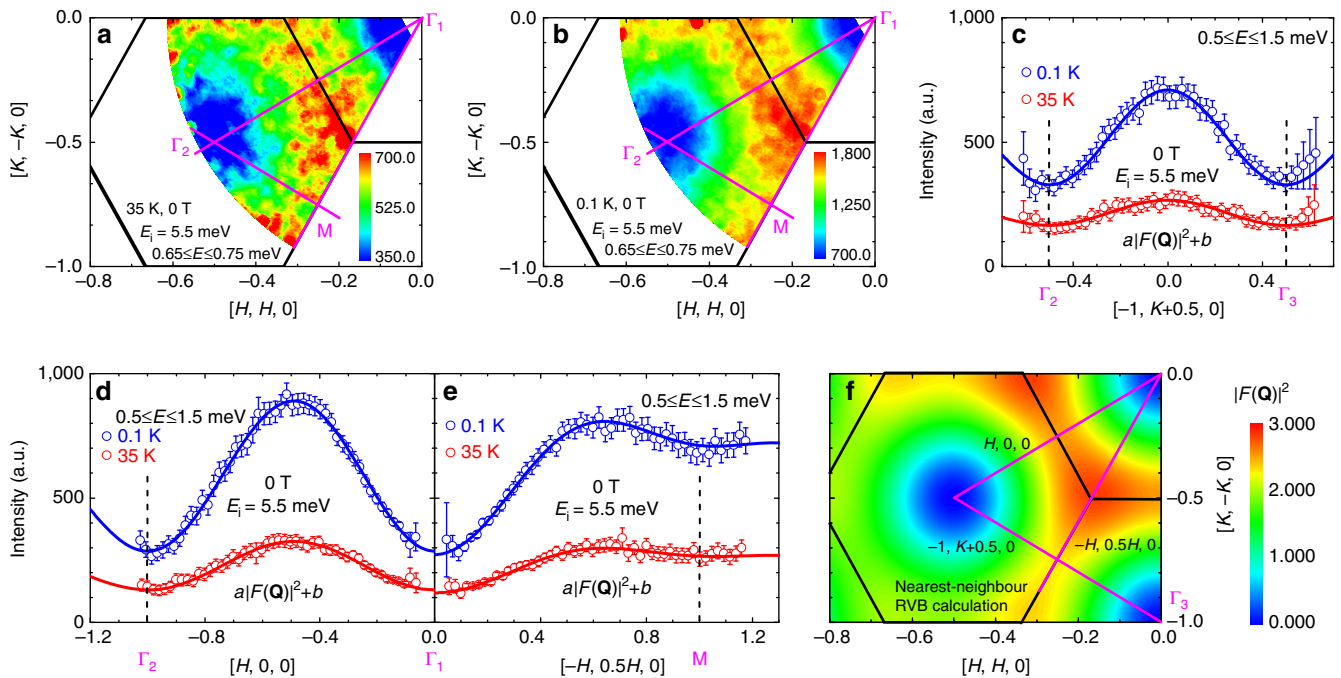 a
0.0
−0.5
−1.0
[K, −K, 0]
Γ1
Γ2
M
35 K, 0 T
Ei = 5.5 meV
0.65≤E≤0.75 meV
700.0
525.0
350.0
−0.8 −0.6 −0.4 −0.2 0.0
[H, H, 0]
b
0.0
−0.5
−1.0
[K, −K, 0]
Γ1
Γ2
M
0.1 K, 0 T
Ei = 5.5 meV
0.65≤E≤0.75 meV
1,800
1,250
700.0
−0.8 −0.6 −0.4 −0.2 0.0
[H, H, 0]
c
1,000
500
0
Intensity (a.u.)
0.5≤E≤1.5 meV
0.1 K
35 K
0 T
Ei = 5.5 meV
a|F(Q)|²+b
−0.4 0.0 0.4
Γ2 Γ3
[−1, K+0.5, 0]
d
1,000
500
0
Intensity (a.u.)
0.5≤E≤1.5 meV
0.1 K
35 K
0 T
Ei = 5.5 meV
a|F(Q)|²+b
−1.2 −0.8 −0.4 0.0
Γ2 Γ1
[H, 0, 0]
e
0.5≤E≤1.5 meV
0.1 K
35 K
0 T
Ei = 5.5 meV
a|F(Q)|²+b
0.4 0.8 1.2
M
[−H, 0.5H, 0]
f
H, 0, 0
−1, K+0.5, 0
−H, 0.5H, 0
Nearest-neighbour
RVB calculation
Γ3
0.0
−0.5
−1.0
[K, −K, 0]
−0.8 −0.6 −0.4 −0.2 0.0
[H, H, 0]
|F(Q)|²
3.000
2.000
1.000
0.000